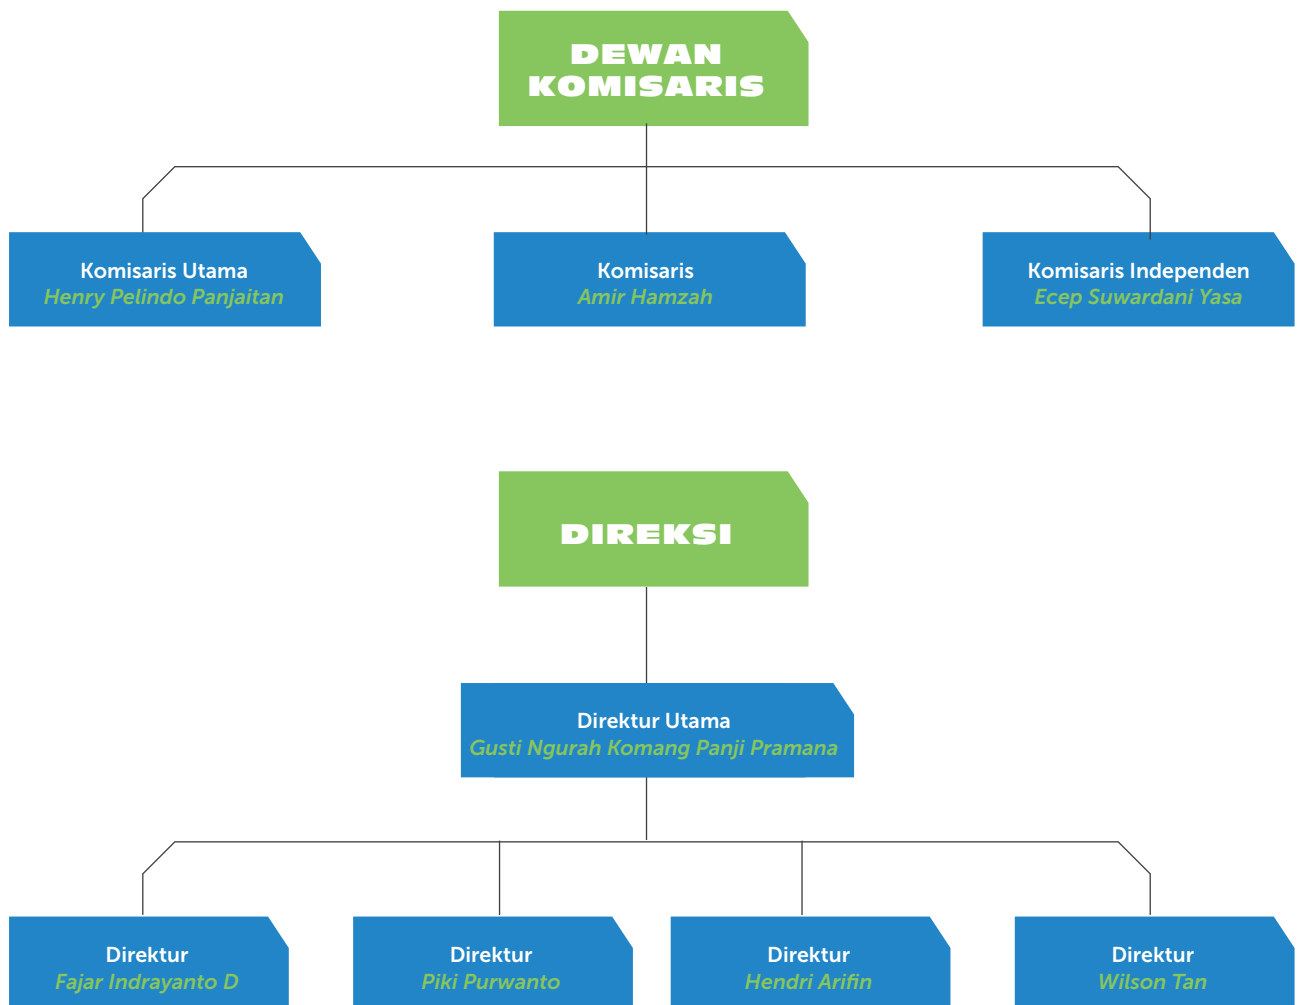 DEWAN
KOMISARIS
Komisaris Utama
Henry Pelindo Panjaitan
Komisaris
Amir Hamzah
Komisaris Independen
Ecep Suwardani Yasa
DIREKSI
Direktur Utama
Gusti Ngurah Komang Panji Pramana
Direktur
Fajar Indrayanto D
Direktur
Piki Purwanto
Direktur
Hendri Arifin
Direktur
Wilson Tan